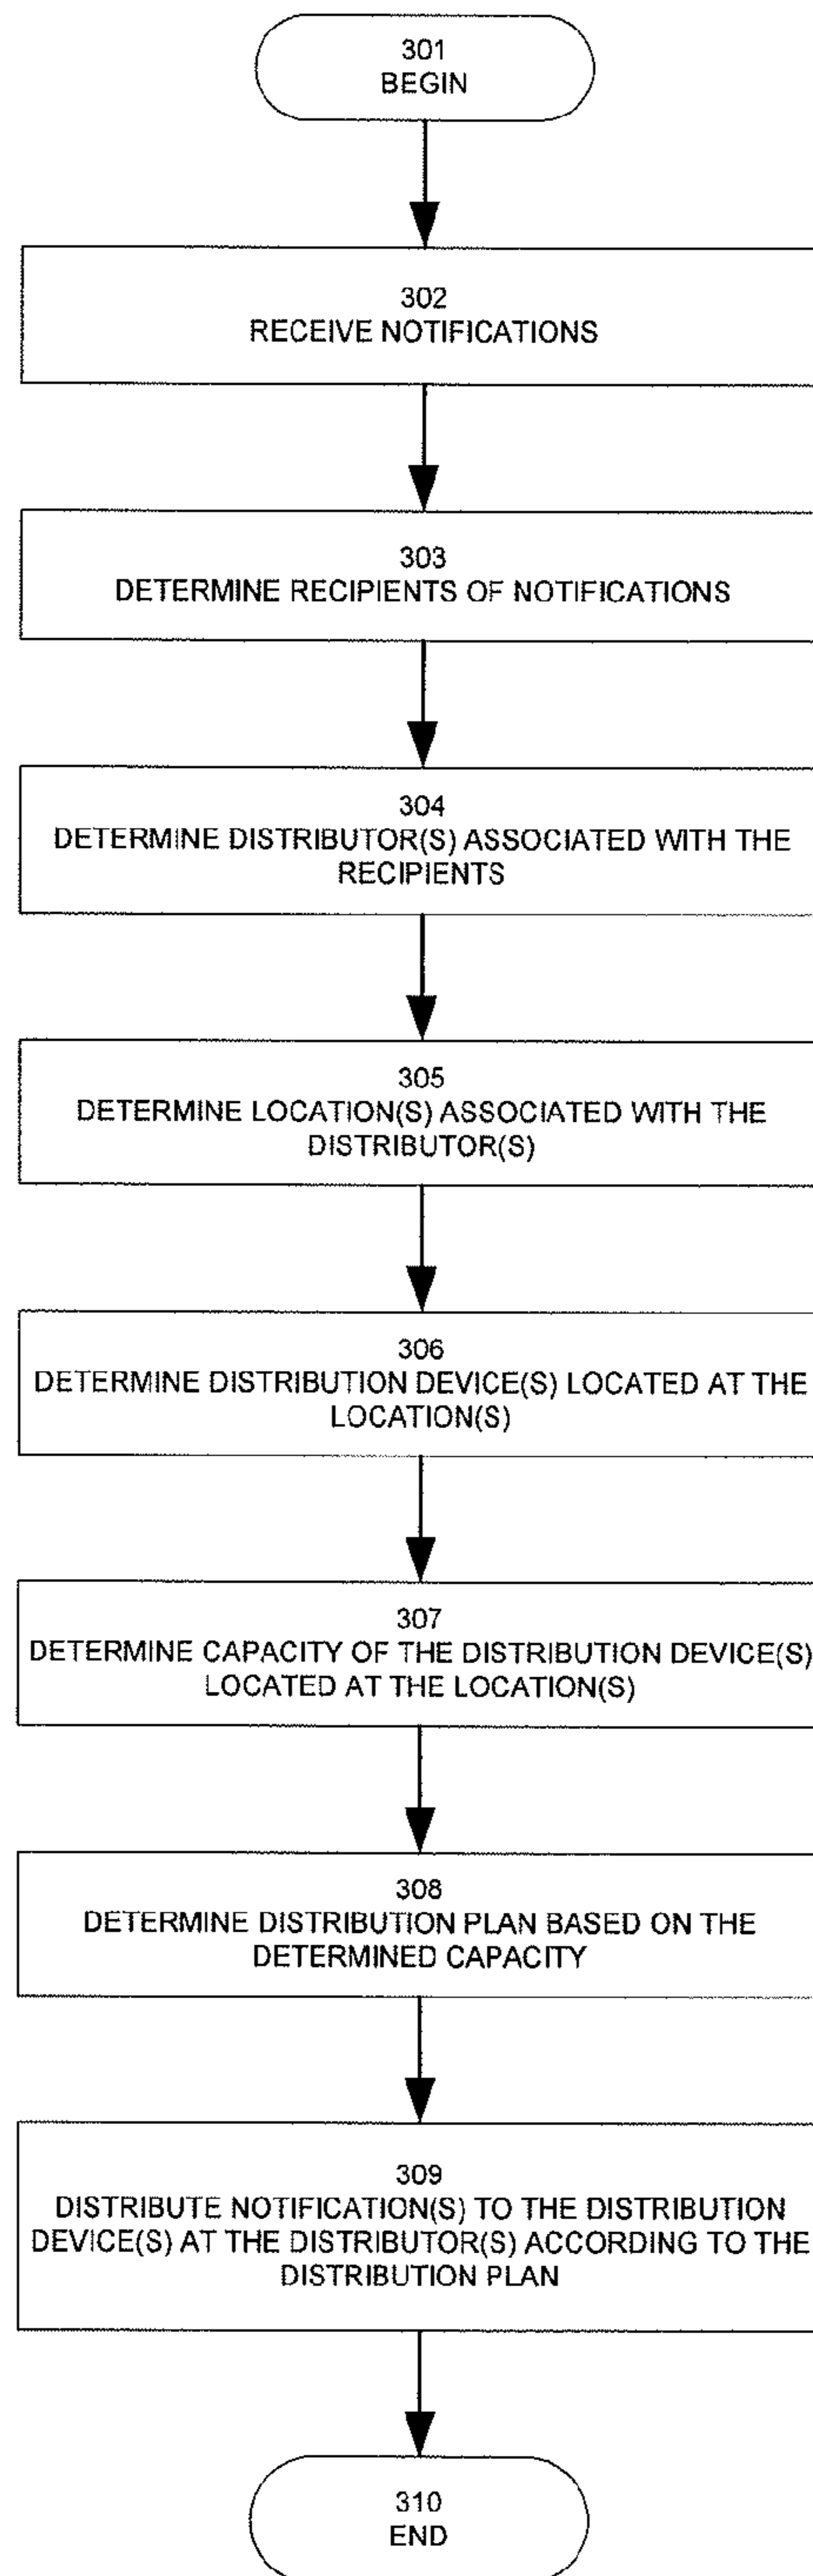 301
BEGIN
302
RECEIVE NOTIFICATIONS
303
DETERMINE RECIPIENTS OF NOTIFICATIONS
304
DETERMINE DISTRIBUTOR(S) ASSOCIATED WITH THE
RECIPIENTS
305
DETERMINE LOCATION(S) ASSOCIATED WITH THE
DISTRIBUTOR(S)
306
DETERMINE DISTRIBUTION DEVICE(S) LOCATED AT THE
LOCATION(S)
307
DETERMINE CAPACITY OF THE DISTRIBUTION DEVICE(S)
LOCATED AT THE LOCATION(S)
308
DETERMINE DISTRIBUTION PLAN BASED ON THE
DETERMINED CAPACITY
309
DISTRIBUTE NOTIFICATION(S) TO THE DISTRIBUTION
DEVICE(S) AT THE DISTRIBUTOR(S) ACCORDING TO THE
DISTRIBUTION PLAN
310
END